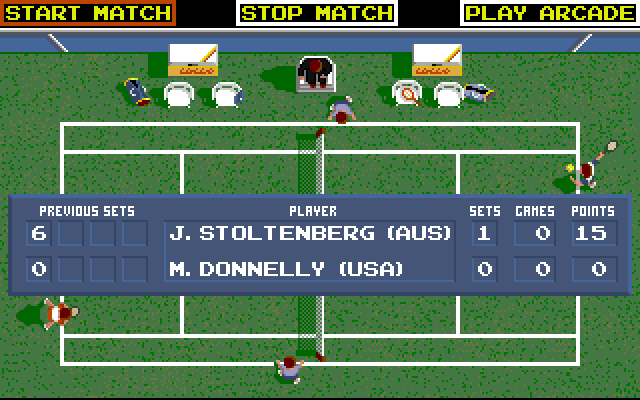 START MATCH STOP MATCH PLAY ARCADE
PREVIOUS SETS PLAYER SETS GAMES POINTS
6 J. STOLTENBERG (AUS) 1 0 15
0 M. DONNELLY (USA) 0 0 0